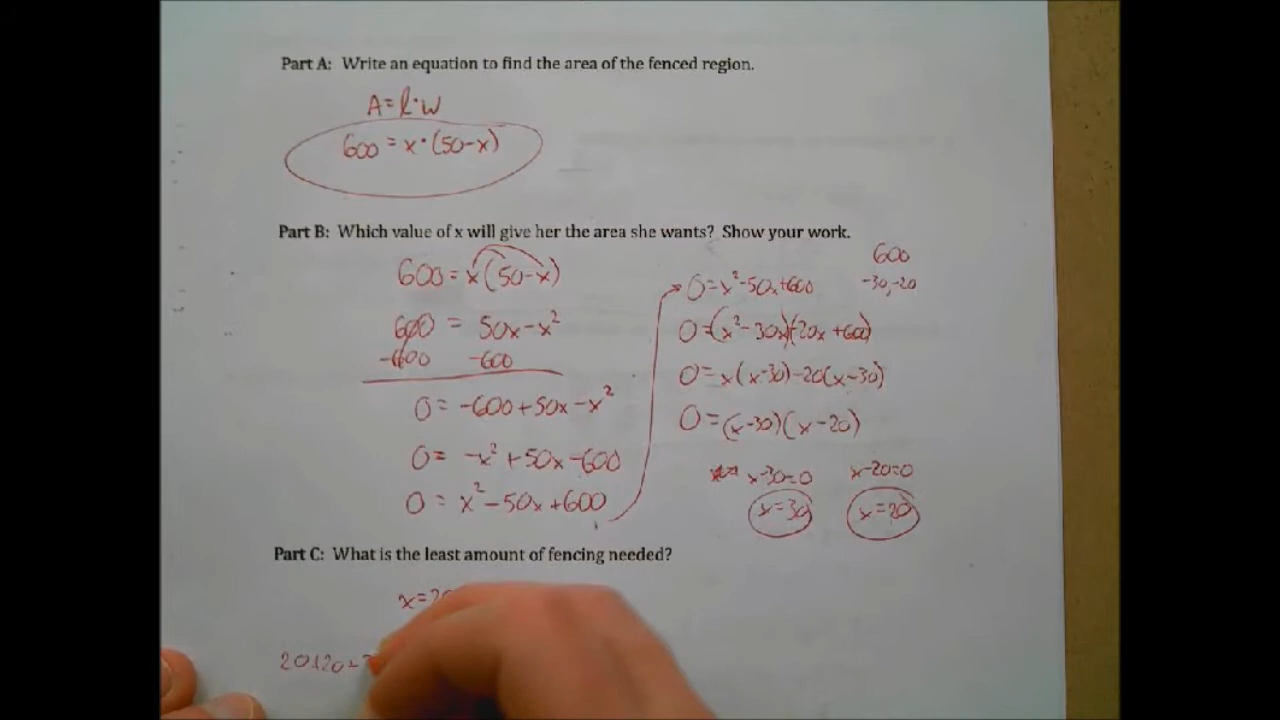 Part A: Write an equation to find the area of the fenced region.
A=l·w
600=x·(50-x)
Part B: Which value of x will give her the area she wants? Show your work.
600=x(50-x)
600 = 50x-x²
-600 -600
0= -600+50x-x²
0= -x²+50x-600
0 = x²-50x+600
600
-30,-20
0=x²-50x+600
0=(x²-30x)(-20x+600)
0=x(x-30)-20(x-30)
0=(x-30)(x-20)
x-30=0 x-20=0
x=30 x=20
Part C: What is the least amount of fencing needed?
x=20
20+20+